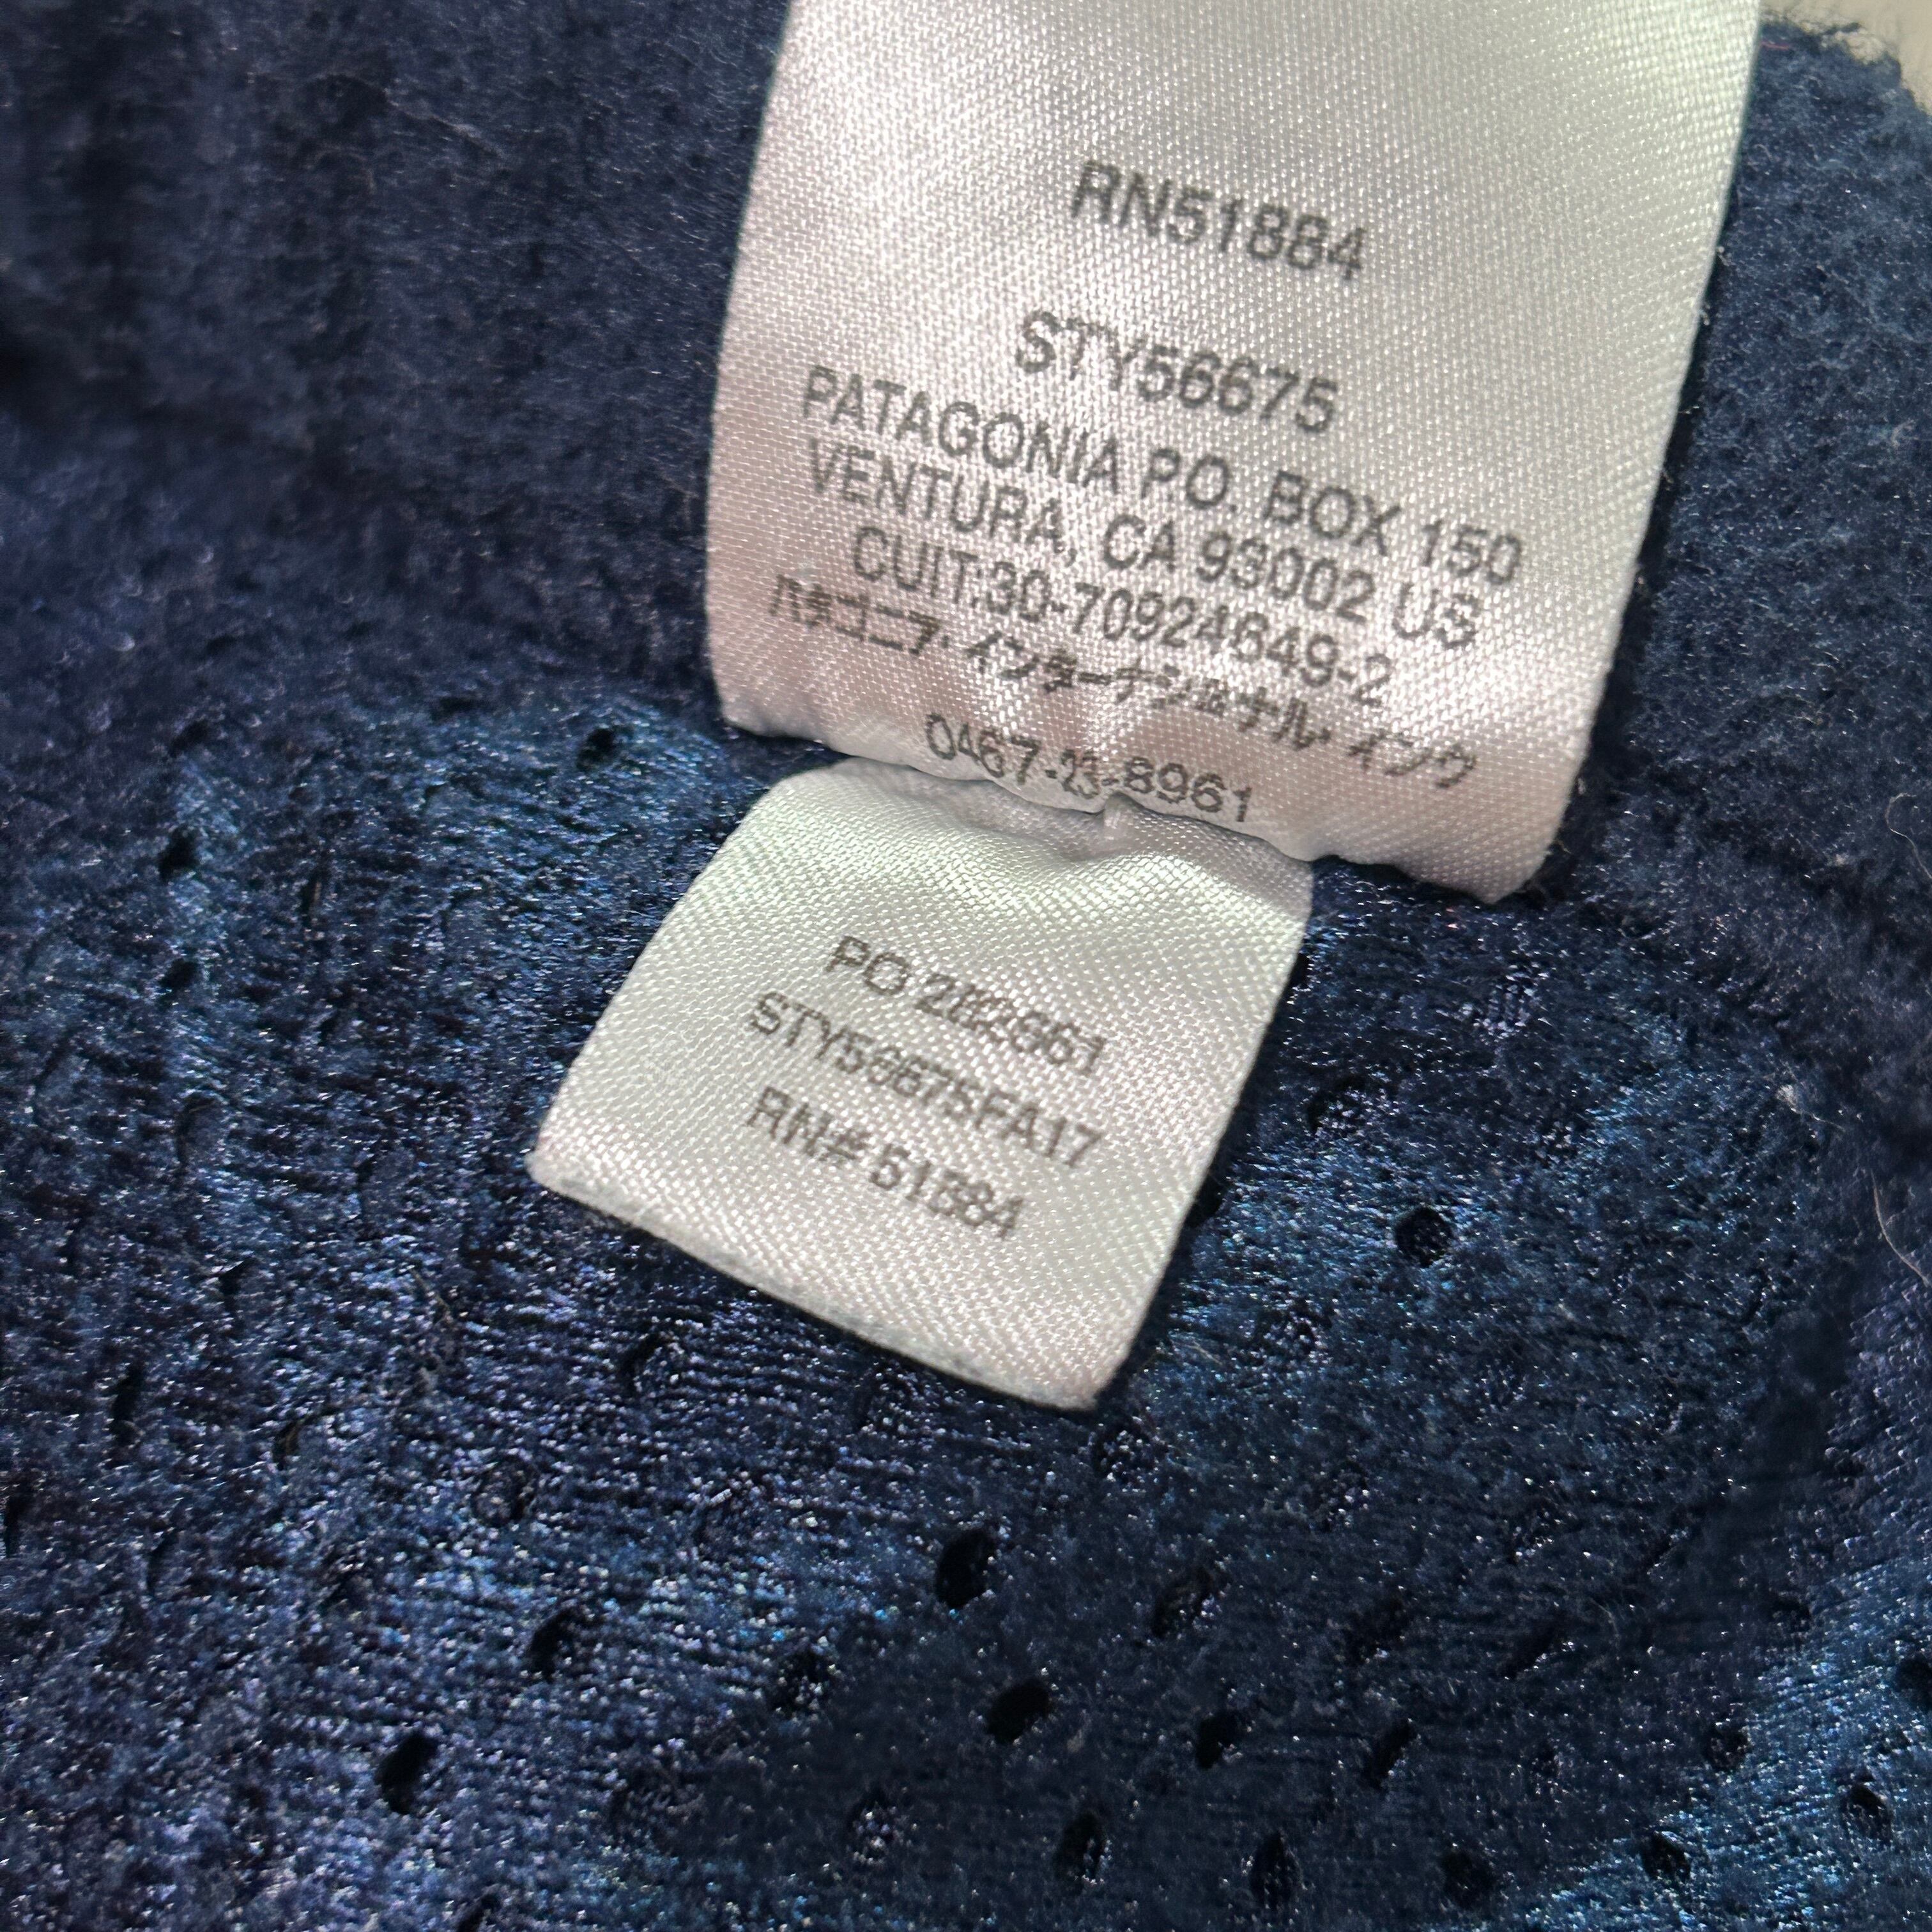 RN51884
STY56675
PATAGONIA P.O. BOX 150
VENTURA, CA 93002 US
CUIT:30-70924649-2
パタゴニア・インターナショナル・インク
0467-23-8961
PO
STY56675FA17
RN# 51884